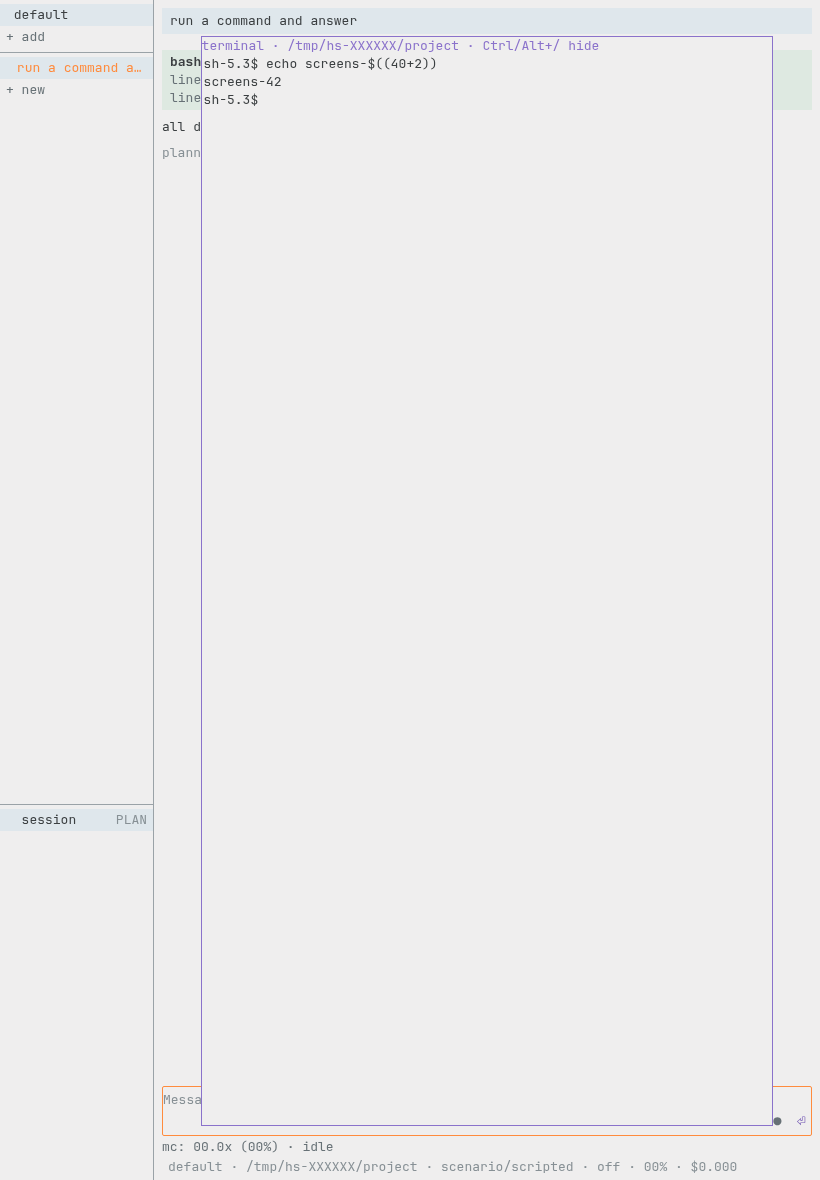 default
+ add
run a command a…
+ new
session PLAN
run a command and answer
terminal · /tmp/hs-XXXXXX/project · Ctrl/Alt+/ hide
bash
line
line
sh-5.3$ echo screens-$((40+2))
screens-42
sh-5.3$
all d
plann
Messa
● ⏎
mc: 00.0x (00%) · idle
default · /tmp/hs-XXXXXX/project · scenario/scripted · off · 00% · $0.000